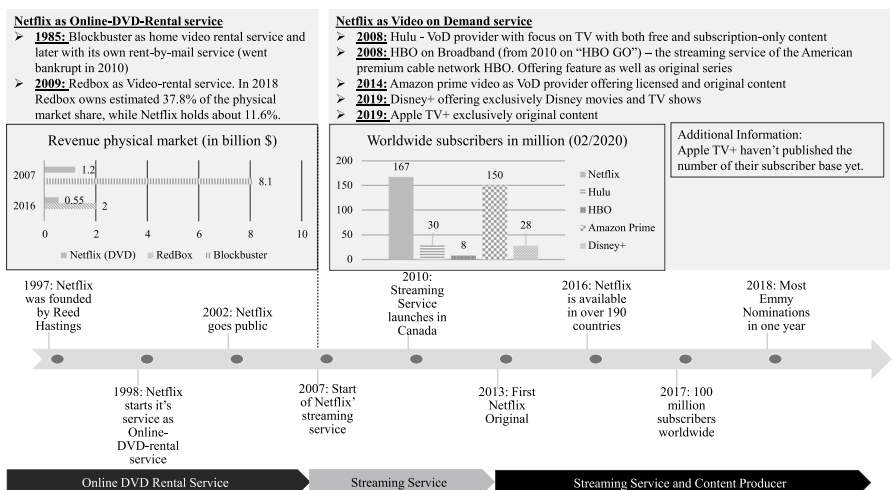 Netflix as Online-DVD-Rental service
➤ 1985: Blockbuster as home video rental service and
later with its own rent-by-mail service (went
bankrupt in 2010)
➤ 2009: Redbox as Video-rental service. In 2018
Redbox owns estimated 37.8% of the physical
market share, while Netflix holds about 11.6%.
Netflix as Video on Demand service
➤ 2008: Hulu - VoD provider with focus on TV with both free and subscription-only content
➤ 2008: HBO on Broadband (from 2010 on “HBO GO”) – the streaming service of the American
premium cable network HBO. Offering feature as well as original series
➤ 2014: Amazon prime video as VoD provider offering licensed and original content
➤ 2019: Disney+ offering exclusively Disney movies and TV shows
➤ 2019: Apple TV+ exclusively original content
Revenue physical market (in billion $)
2007
1.2
8.1
2016
0.55
2
0 2 4 6 8 10
Netflix (DVD) RedBox Blockbuster
Worldwide subscribers in million (02/2020)
200
150
100
50
0
167
30
8
150
28
Netflix
Hulu
HBO
Amazon Prime
Disney+
Additional Information:
Apple TV+ haven’t published the
number of their subscriber base yet.
1997: Netflix
was founded
by Reed
Hastings
1998: Netflix
starts it’s
service as
Online-
DVD-rental
service
2002: Netflix
goes public
2007: Start
of Netflix’
streaming
service
2010:
Streaming
Service
launches in
Canada
2013: First
Netflix
Original
2016: Netflix
is available
in over 190
countries
2017: 100
million
subscribers
worldwide
2018: Most
Emmy
Nominations
in one year
Online DVD Rental Service
Streaming Service
Streaming Service and Content Producer